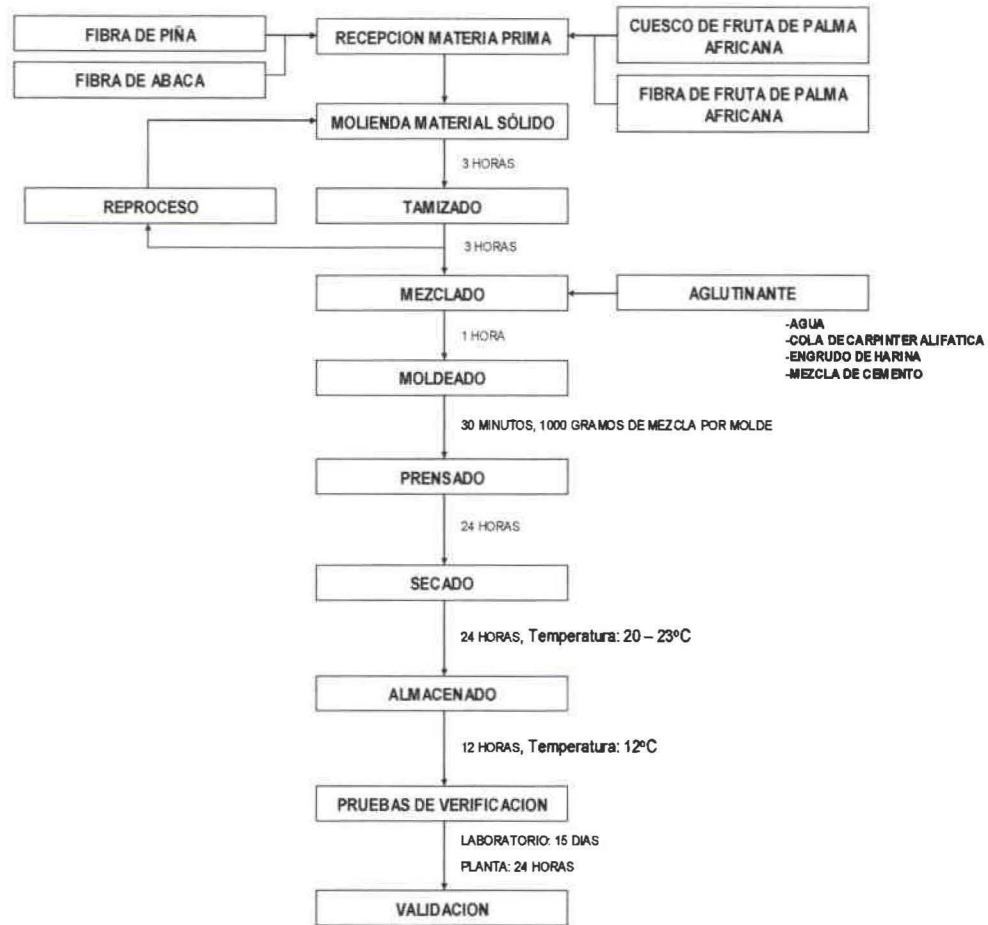 FIBRA DE PIÑA
FIBRA DE ABACA
RECEPCION MATERIA PRIMA
CUESCO DE FRUTA DE PALMA
AFRICANA
FIBRA DE FRUTA DE PALMA
AFRICANA
MOLIENDA MATERIAL SÓLIDO
3 HORAS
REPROCESO
TAMIZADO
3 HORAS
MEZCLADO
AGLUTINANTE
-AGUA
-COLA DE CARPINTER ALIFATICA
-ENGRUDO DE HARINA
-MEZCLA DE CEMENTO
1 HORA
MOLDEADO
30 MINUTOS, 1000 GRAMOS DE MEZCLA POR MOLDE
PRENSADO
24 HORAS
SECADO
24 HORAS, Temperatura: 20 – 23ºC
ALMACENADO
12 HORAS, Temperatura: 12ºC
PRUEBAS DE VERIFICACION
LABORATORIO: 15 DIAS
PLANTA: 24 HORAS
VALIDACION